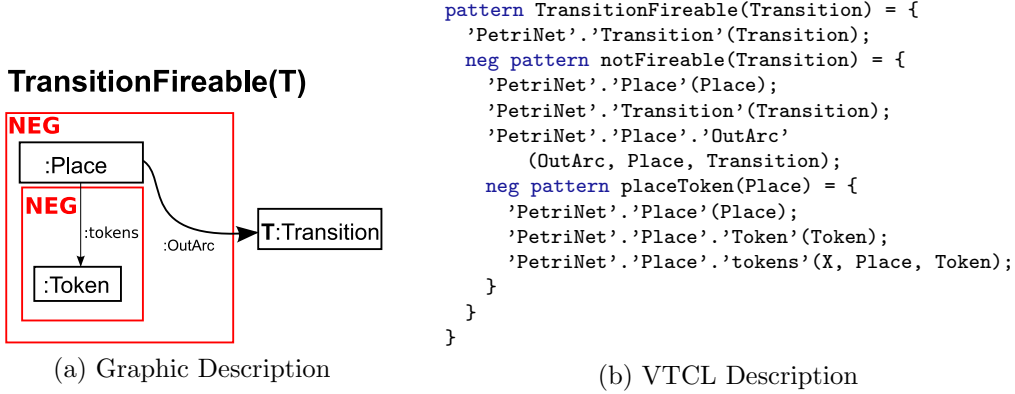 TransitionFireable(T)
NEG
:Place
NEG
:tokens
:OutArc
T:Transition
:Token
(a) Graphic Description
pattern TransitionFireable(Transition) = {
’PetriNet’.’Transition’(Transition);
neg pattern notFireable(Transition) = {
’PetriNet’.’Place’(Place);
’PetriNet’.’Transition’(Transition);
’PetriNet’.’Place’.’OutArc’
(OutArc, Place, Transition);
neg pattern placeToken(Place) = {
’PetriNet’.’Place’(Place);
’PetriNet’.’Place’.’Token’(Token);
’PetriNet’.’Place’.’tokens’(X, Place, Token);
}
}
}
(b) VTCL Description